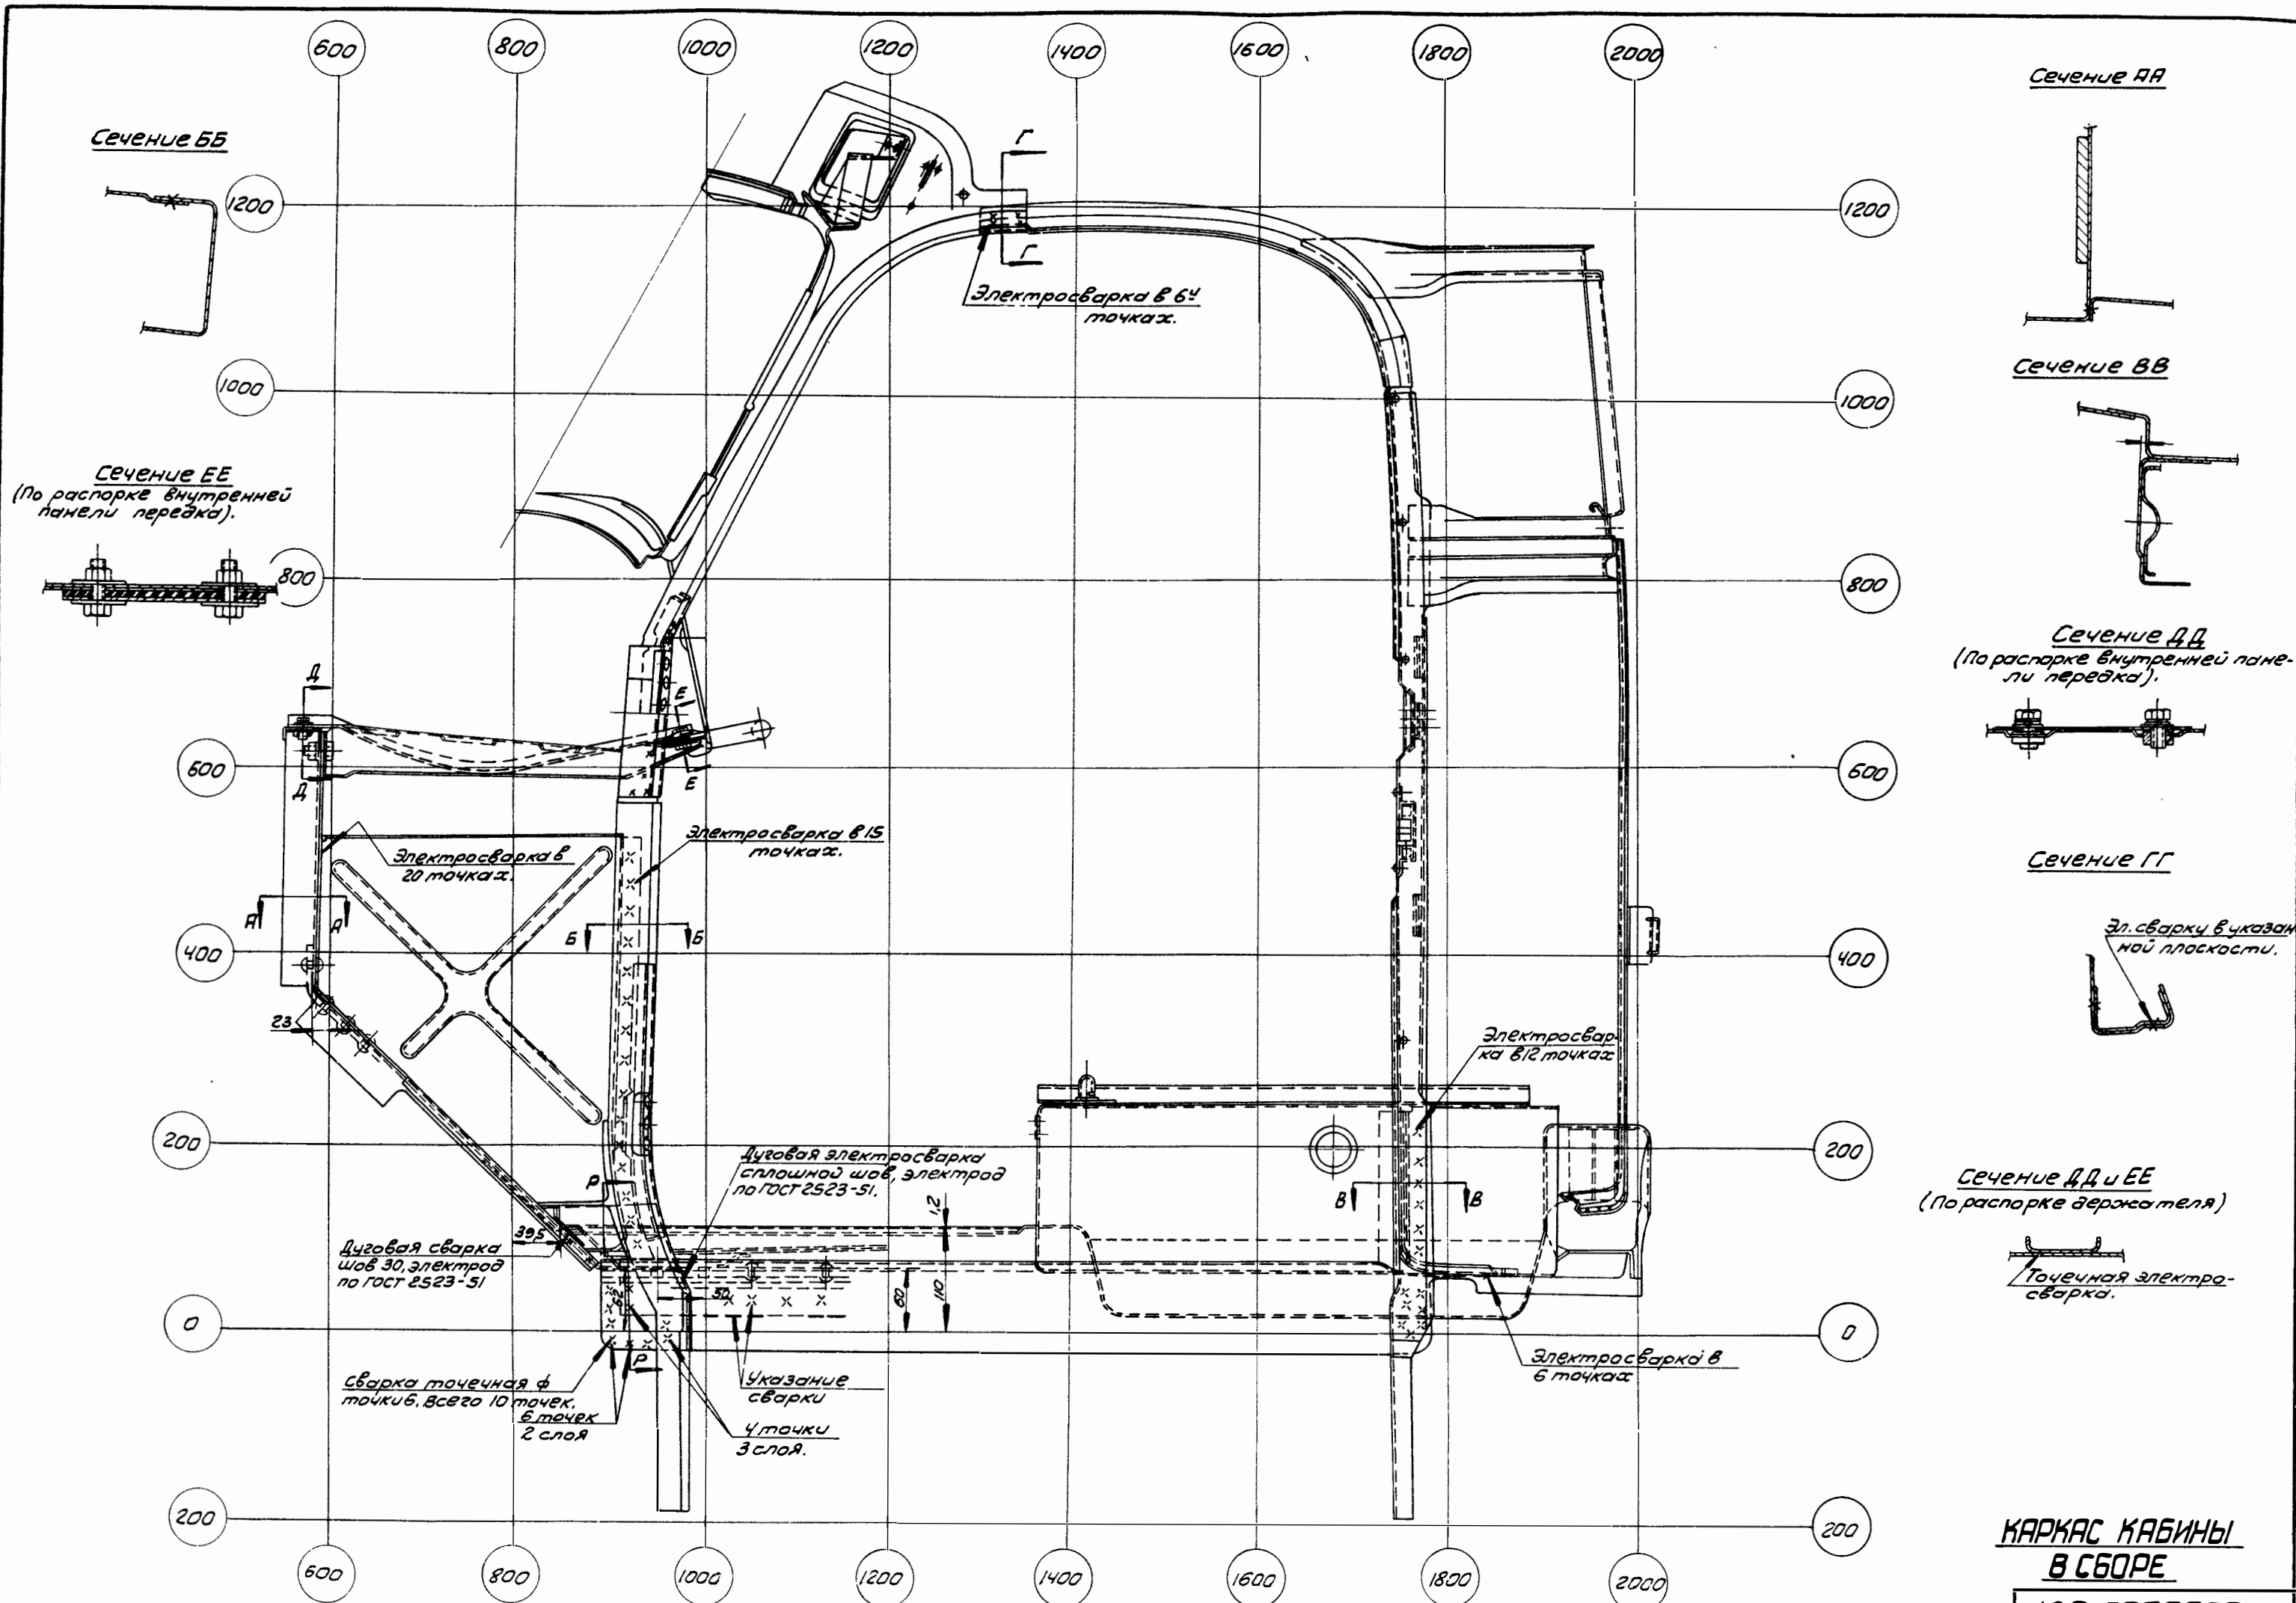 600
800
1000
1200
1400
1600
1800
2000
Сечение АА
Сечение ББ
Г
1200
1200
Г
Электросварка в 6ч
точках.
Сечение ВВ
1000
1000
Сечение ЕЕ
(По распорке внутренней
панели передка).
800
800
Сечение ДД
(По распорке внутренней пане-
ли передка).
Д
Е
600
600
Д
Е
Электросварка в 15
точках.
Электросварка в
20 точках.
Сечение ГГ
А
А
Б
Б
Эл. сварку в указан
ной плоскости.
400
400
23
Электросвар-
ка в 12 точках
200
200
Дуговая электросварка
сплошной шов, электрод
по ГОСТ 2523-51.
Р
В
В
Сечение ДД и ЕЕ
(По распорке держателя)
1,2
39,5
Дуговая сварка
шов 30, электрод
по ГОСТ 2523-51
Точечная электро-
сварка.
62
50
60
110
0
0
Р
Электросварка в
6 точках
Сварка точечная ф
точки 6, всего 10 точек.
6 точек
2 слоя
Указание
сварки
4 точки
3 слоя.
200
200
КАРКАС КАБИНЫ
В СБОРЕ
600
800
1000
1200
1400
1600
1800
2000